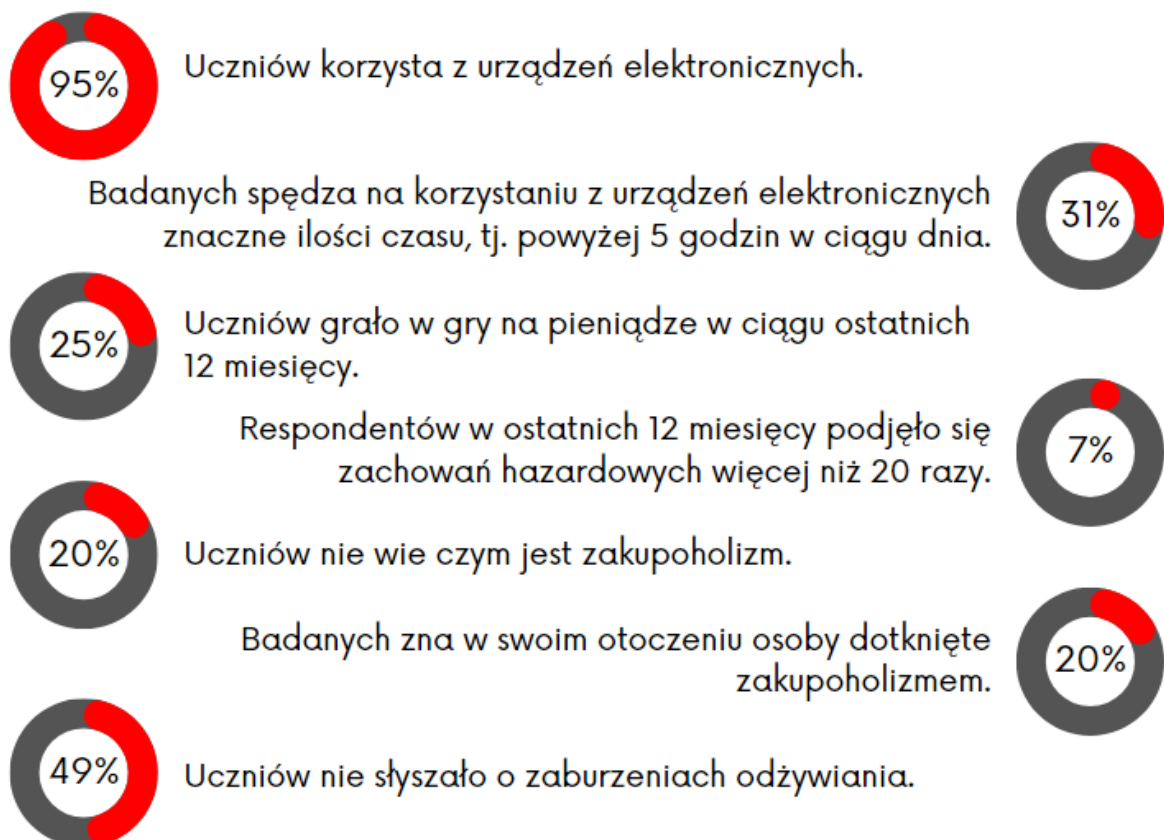 95%
Uczniów korzysta z urządzeń elektronicznych.
Badanych spędza na korzystaniu z urządzeń elektronicznych
znaczne ilości czasu, tj. powyżej 5 godzin w ciągu dnia.
31%
25%
Uczniów grało w gry na pieniądze w ciągu ostatnich
12 miesięcy.
Respondentów w ostatnich 12 miesięcy podjęło się
zachowań hazardowych więcej niż 20 razy.
7%
20%
Uczniów nie wie czym jest zakupoholizm.
Badanych zna w swoim otoczeniu osoby dotknięte
zakupoholizmem.
20%
49%
Uczniów nie słyszało o zaburzeniach odżywiania.